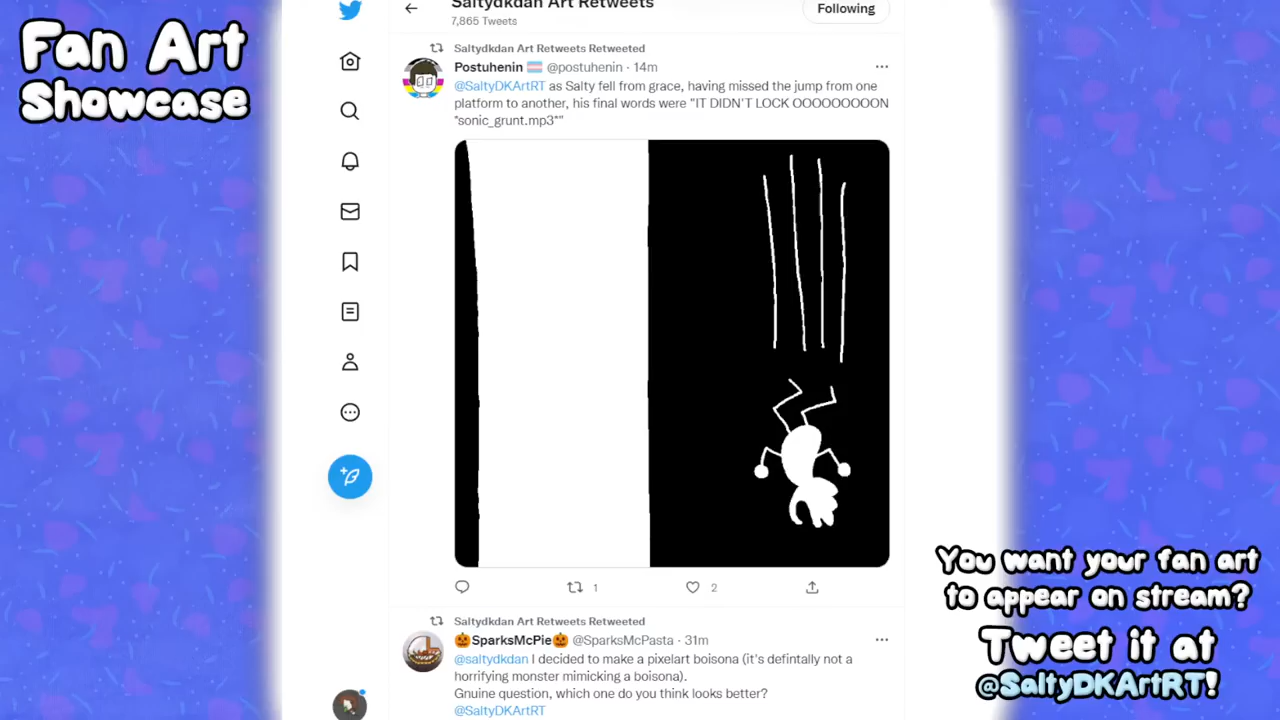 Fan Art
Showcase
Saltydkdan Art Retweets
7,865 Tweets
Following
Saltydkdan Art Retweets Retweeted
Postuhenin @postuhenin · 14m
@SaltyDKArtRT as Salty fell from grace, having missed the jump from one
platform to another, his final words were "IT DIDN'T LOCK OOOOOOOOON
*sonic_grunt.mp3*"
1
2
Saltydkdan Art Retweets Retweeted
🎃SparksMcPie🎃 @SparksMcPasta · 31m
@saltydkdan I decided to make a pixelart boisona (it's defintally not a
horrifying monster mimicking a boisona).
Gnuine question, which one do you think looks better?
@SaltyDKArtRT
You want your fan art
to appear on stream?
Tweet it at
@SaltyDKArtRT!